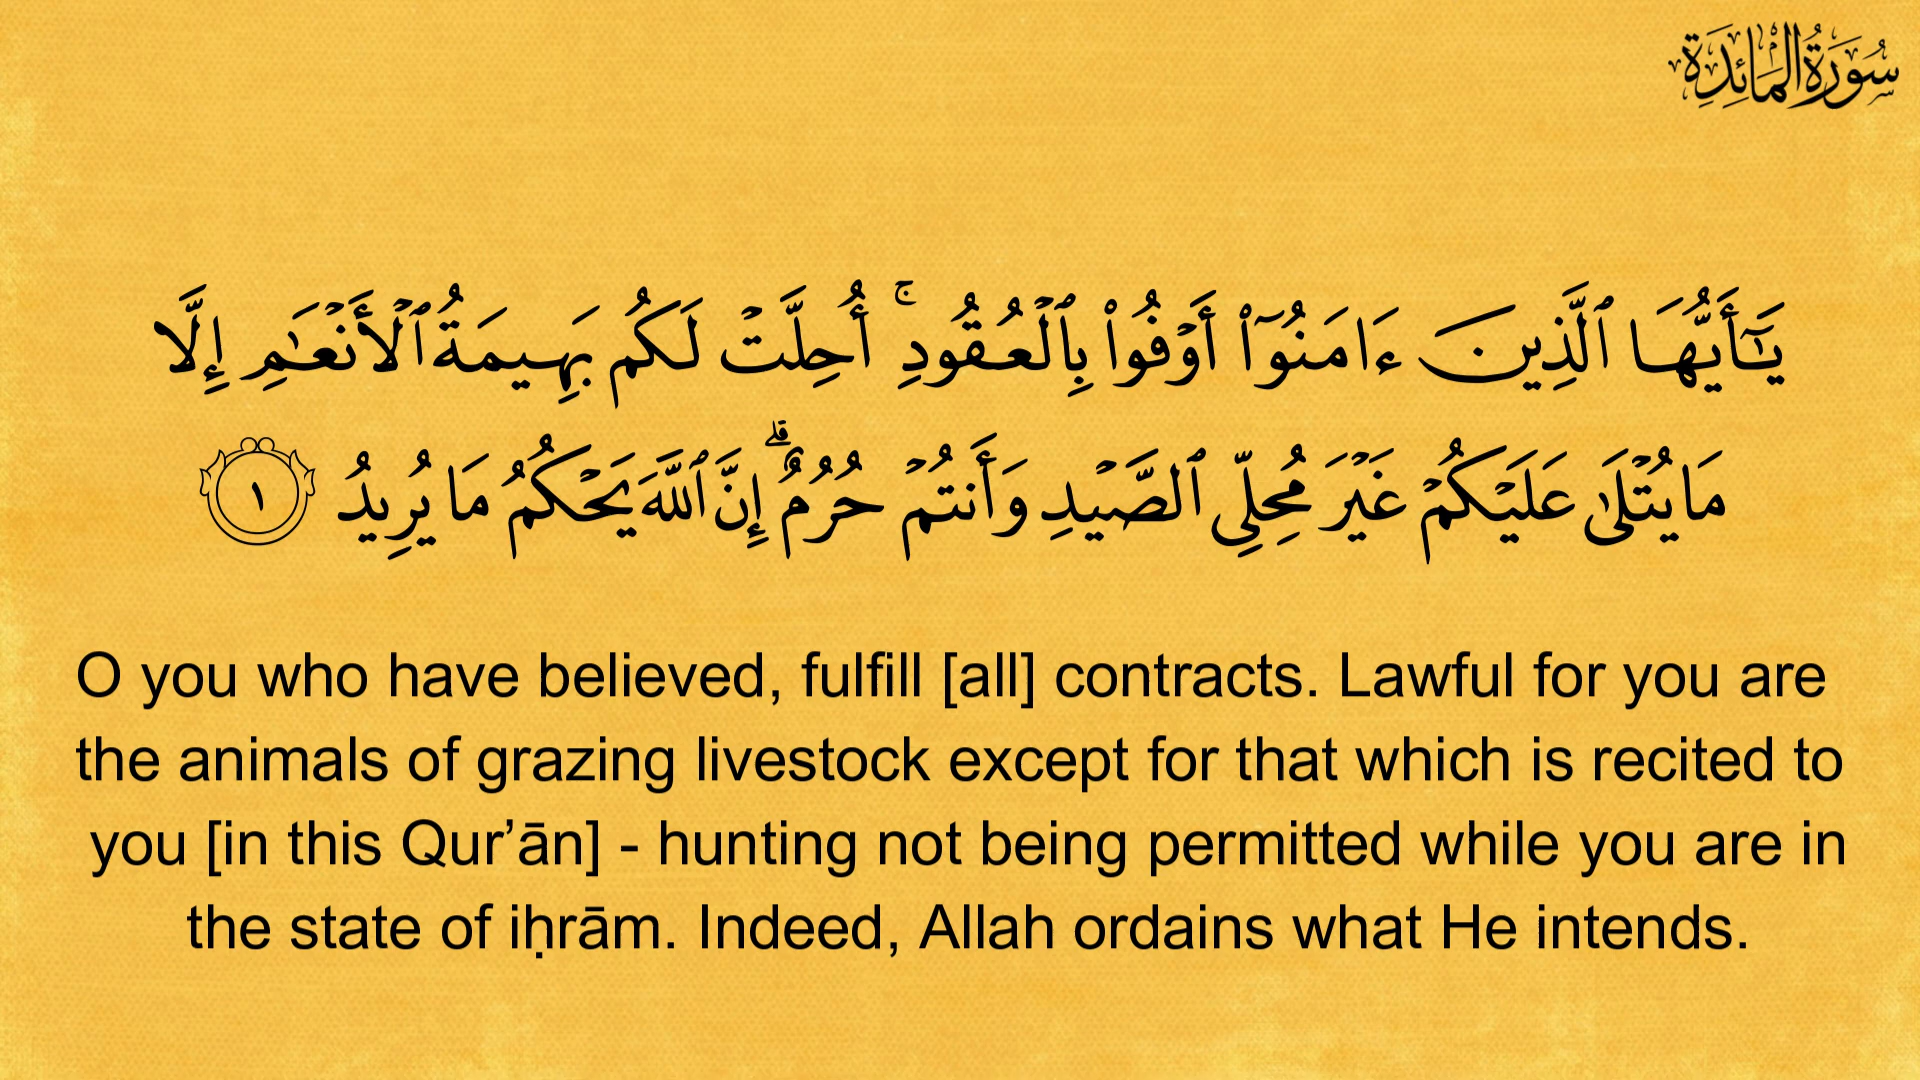 سُورَةُ المَائِدَةِ
يَـٰٓأَيُّهَا ٱلَّذِينَ ءَامَنُوٓا۟ أَوْفُوا۟ بِٱلْعُقُودِ ۚ أُحِلَّتْ لَكُم بَهِيمَةُ ٱلْأَنْعَـٰمِ إِلَّا
مَا يُتْلَىٰ عَلَيْكُمْ غَيْرَ مُحِلِّى ٱلصَّيْدِ وَأَنتُمْ حُرُمٌ ۗ إِنَّ ٱللَّهَ يَحْكُمُ مَا يُرِيدُ ١
O you who have believed, fulfill [all] contracts. Lawful for you are
the animals of grazing livestock except for that which is recited to
you [in this Qur’ān] - hunting not being permitted while you are in
the state of iḥrām. Indeed, Allah ordains what He intends.